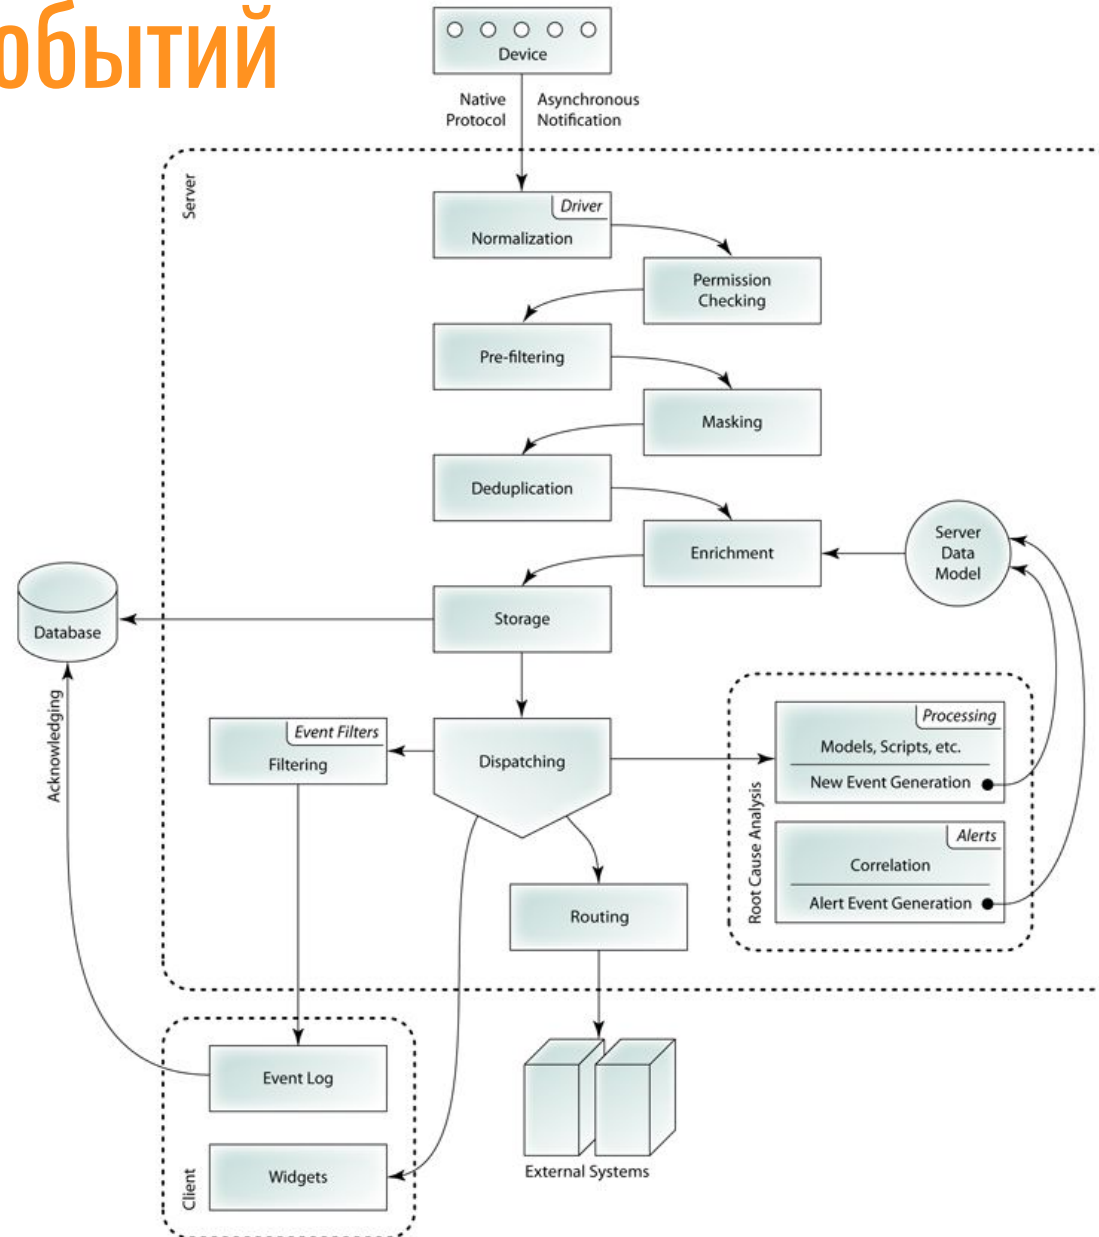 обытий
Device
Native
Protocol
Asynchronous
Notification
Server
Driver
Normalization
Permission
Checking
Pre-filtering
Masking
Deduplication
Enrichment
Server
Data
Model
Storage
Database
Acknowledging
Event Filters
Filtering
Dispatching
Processing
Models, Scripts, etc.
New Event Generation
Root Cause Analysis
Alerts
Correlation
Alert Event Generation
Routing
Event Log
Widgets
Client
External Systems